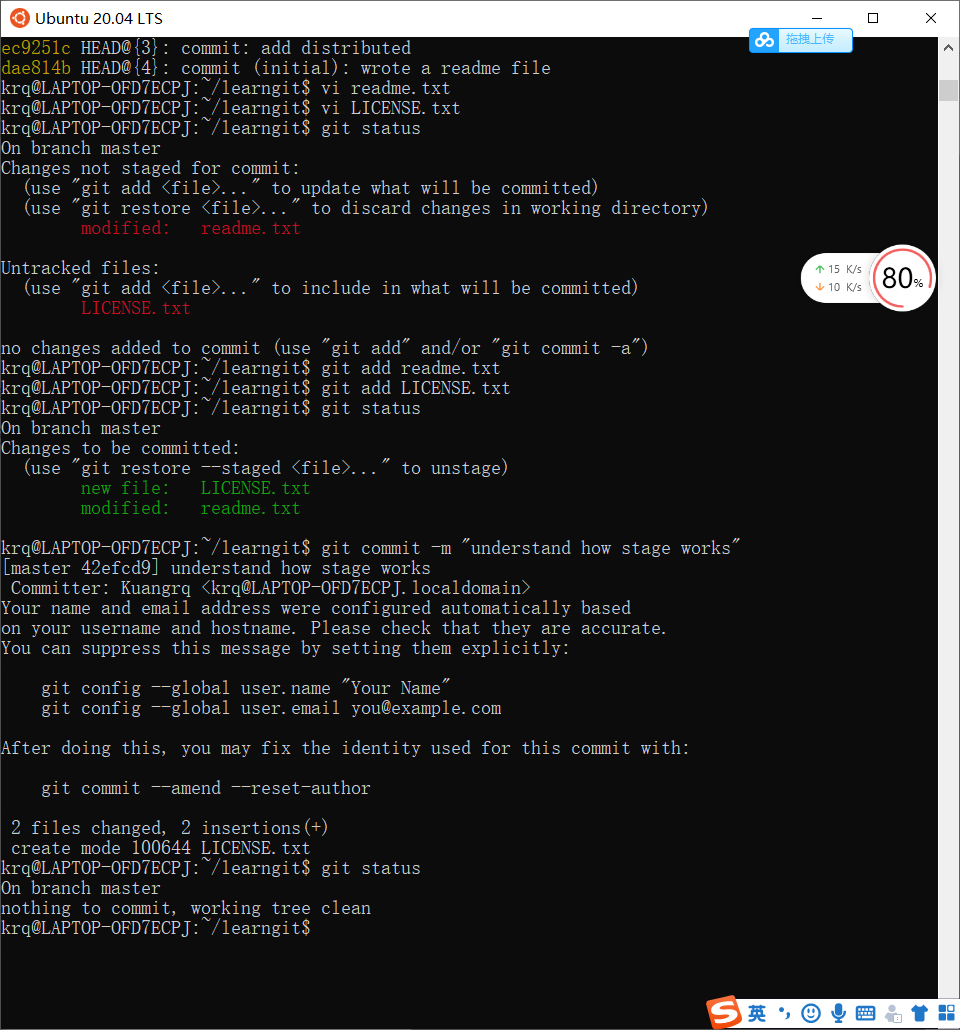 Ubuntu 20.04 LTS
拖拽上传
ec9251c HEAD@{3}: commit: add distributed
dae814b HEAD@{4}: commit (initial): wrote a readme file
krq@LAPTOP-OFD7ECPJ:~/learngit$ vi readme.txt
krq@LAPTOP-OFD7ECPJ:~/learngit$ vi LICENSE.txt
krq@LAPTOP-OFD7ECPJ:~/learngit$ git status
On branch master
Changes not staged for commit:
  (use "git add <file>..." to update what will be committed)
  (use "git restore <file>..." to discard changes in working directory)
        modified:   readme.txt
Untracked files:
  (use "git add <file>..." to include in what will be committed)
        LICENSE.txt
15 K/s
10 K/s
80%
no changes added to commit (use "git add" and/or "git commit -a")
krq@LAPTOP-OFD7ECPJ:~/learngit$ git add readme.txt
krq@LAPTOP-OFD7ECPJ:~/learngit$ git add LICENSE.txt
krq@LAPTOP-OFD7ECPJ:~/learngit$ git status
On branch master
Changes to be committed:
  (use "git restore --staged <file>..." to unstage)
        new file:   LICENSE.txt
        modified:   readme.txt
krq@LAPTOP-OFD7ECPJ:~/learngit$ git commit -m "understand how stage works"
[master 42efcd9] understand how stage works
 Committer: Kuangrq <krq@LAPTOP-OFD7ECPJ.localdomain>
Your name and email address were configured automatically based
on your username and hostname. Please check that they are accurate.
You can suppress this message by setting them explicitly:
    git config --global user.name "Your Name"
    git config --global user.email you@example.com
After doing this, you may fix the identity used for this commit with:
    git commit --amend --reset-author
 2 files changed, 2 insertions(+)
 create mode 100644 LICENSE.txt
krq@LAPTOP-OFD7ECPJ:~/learngit$ git status
On branch master
nothing to commit, working tree clean
krq@LAPTOP-OFD7ECPJ:~/learngit$
S 英